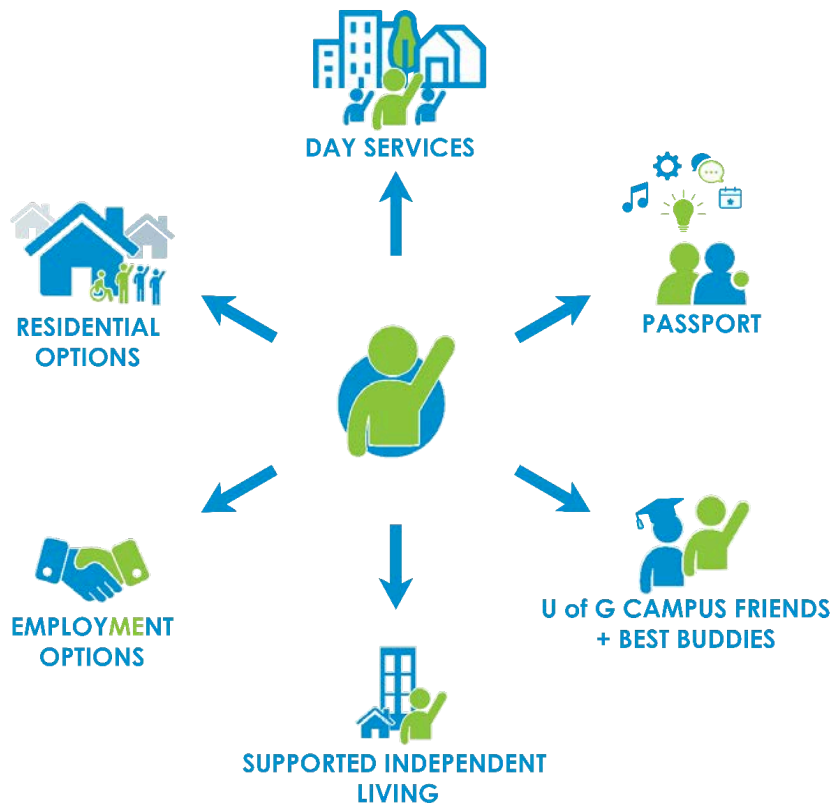 DAY SERVICES
PASSPORT
RESIDENTIAL
OPTIONS
U of G CAMPUS FRIENDS
+ BEST BUDDIES
EMPLOYMENT
OPTIONS
SUPPORTED INDEPENDENT
LIVING